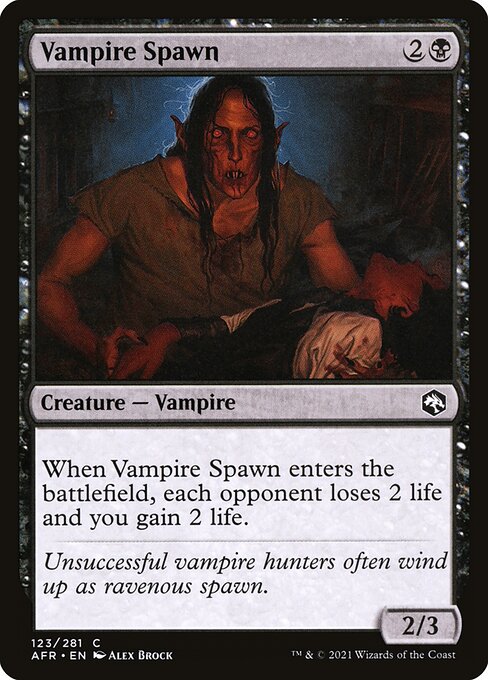 Vampire Spawn 2
Creature — Vampire
When Vampire Spawn enters the
battlefield, each opponent loses 2 life
and you gain 2 life.
Unsuccessful vampire hunters often wind
up as ravenous spawn.
2/3
123/281 C
AFR • EN Alex Brock
™ & © 2021 Wizards of the Coast